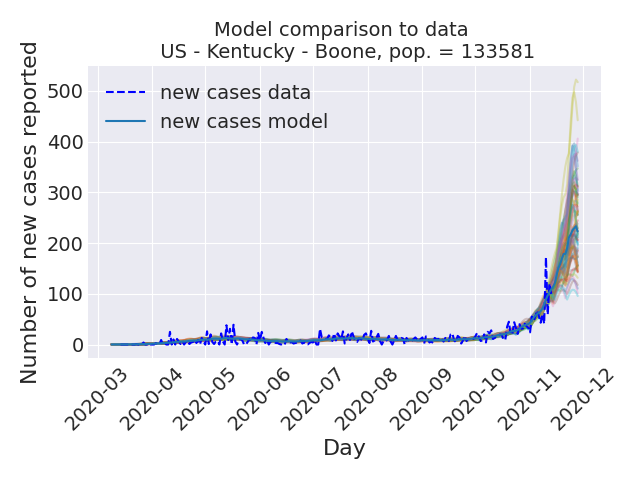 Model comparison to data
US - Kentucky - Boone, pop. = 133581
Number of new cases reported
500
400
300
200
100
0
new cases data
new cases model
2020-03
2020-04
2020-05
2020-06
2020-07
2020-08
2020-09
2020-10
2020-11
2020-12
Day